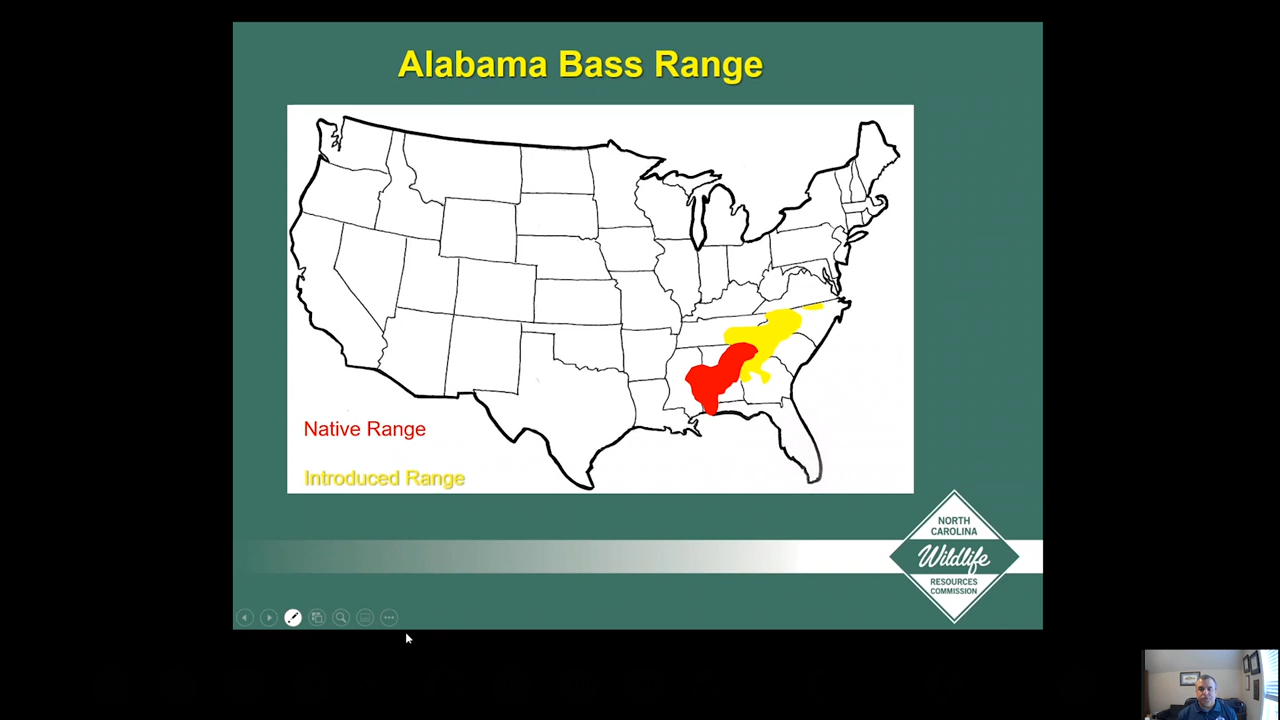 Alabama Bass Range
Native Range
Introduced Range
NORTH
CAROLINA
Wildlife
RESOURCES
COMMISSION